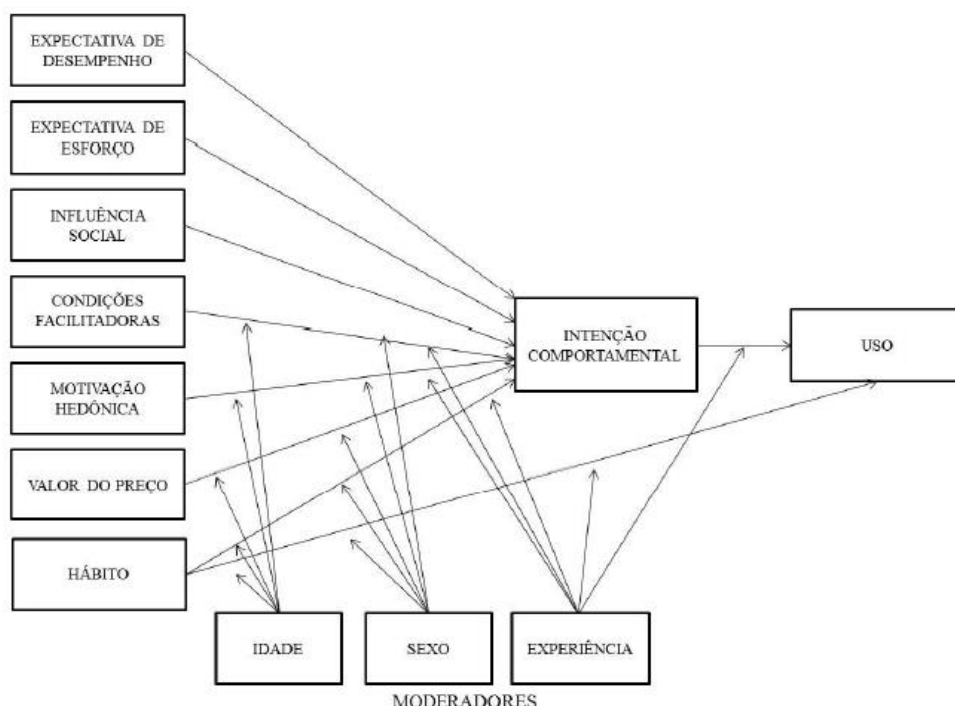 EXPECTATIVA DE
DESEMPENHO
EXPECTATIVA DE
ESFORÇO
INFLUÊNCIA
SOCIAL
CONDIÇÕES
FACILITADORAS
MOTIVAÇÃO
HEDÔNICA
VALOR DO PREÇO
HÁBITO
INTENÇÃO
COMPORTAMENTAL
USO
IDADE
SEXO
EXPERIÊNCIA
MODERADORES